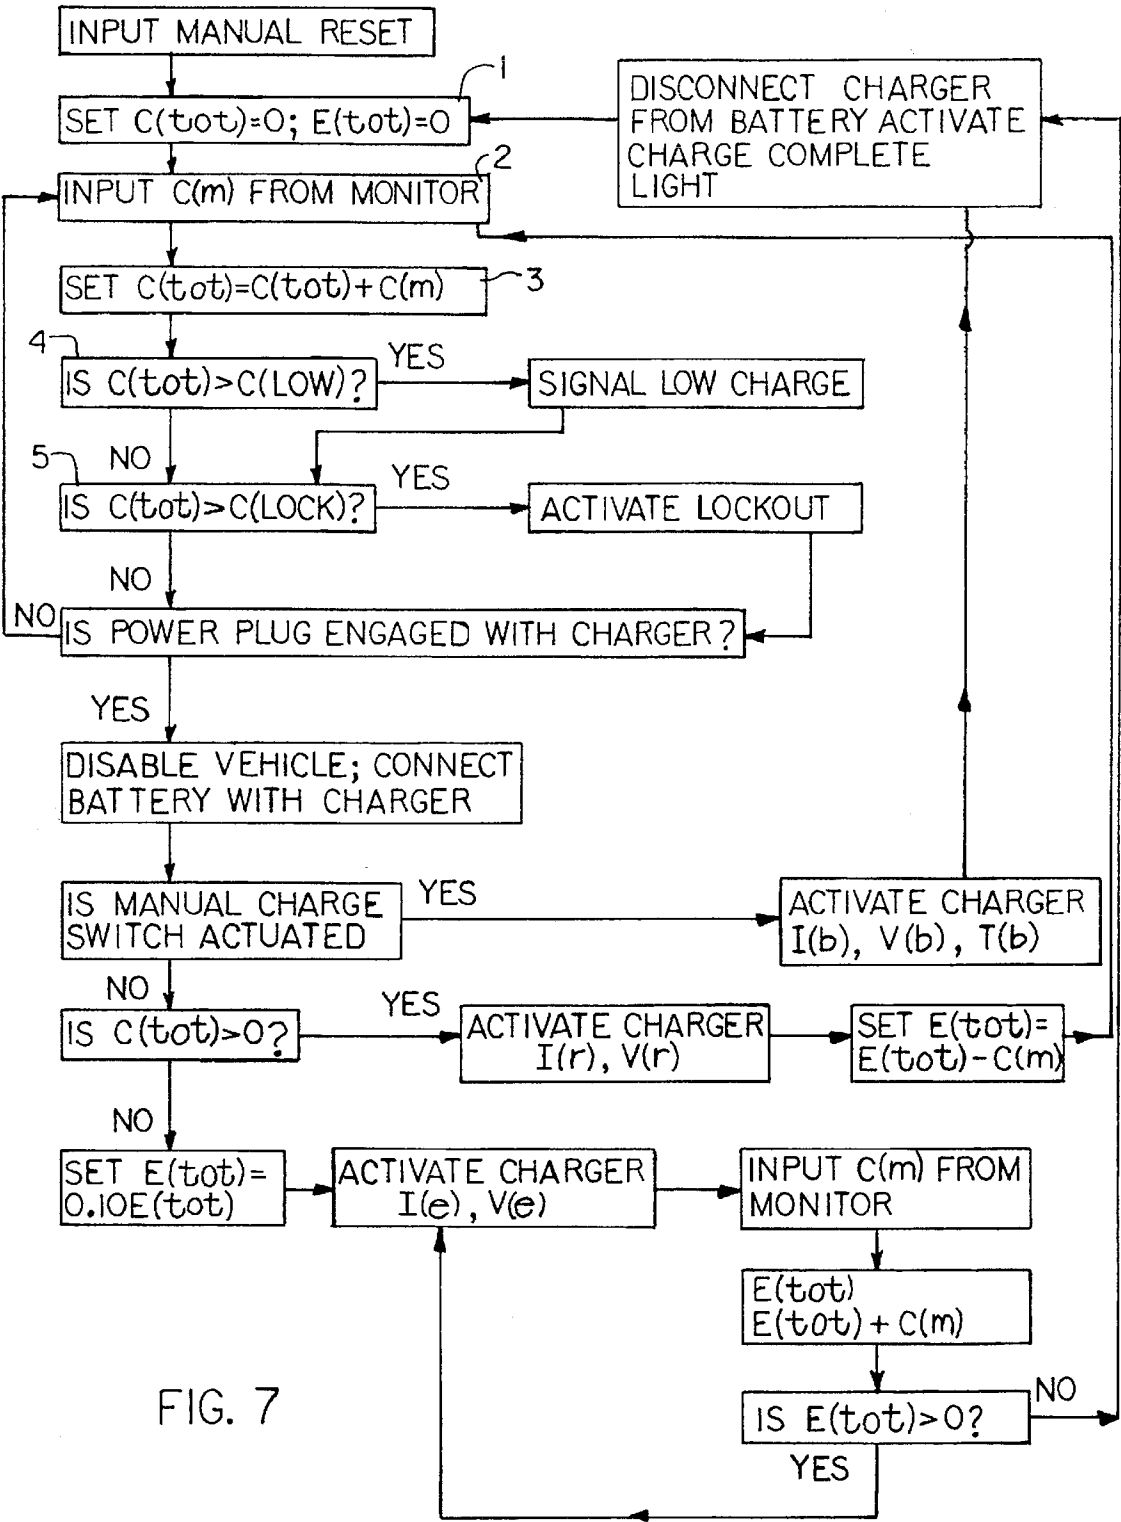 INPUT MANUAL RESET
1
SET C(tot)=0; E(tot)=0
DISCONNECT CHARGER
FROM BATTERY ACTIVATE
CHARGE COMPLETE
LIGHT
2
INPUT C(m) FROM MONITOR
3
SET C(tot)=C(tot)+C(m)
4
IS C(tot)>C(LOW)?
YES
SIGNAL LOW CHARGE
NO
5
IS C(tot)>C(LOCK)?
YES
ACTIVATE LOCKOUT
NO
NO
IS POWER PLUG ENGAGED WITH CHARGER?
YES
DISABLE VEHICLE; CONNECT
BATTERY WITH CHARGER
IS MANUAL CHARGE
SWITCH ACTUATED
YES
ACTIVATE CHARGER
I(b), V(b), T(b)
NO
IS C(tot)>0?
YES
ACTIVATE CHARGER
I(r), V(r)
SET E(tot)=
E(tot)-C(m)
NO
SET E(tot)=
0.10E(tot)
ACTIVATE CHARGER
I(e), V(e)
INPUT C(m) FROM
MONITOR
E(tot)
E(tot)+C(m)
IS E(tot)>0?
NO
YES
FIG. 7